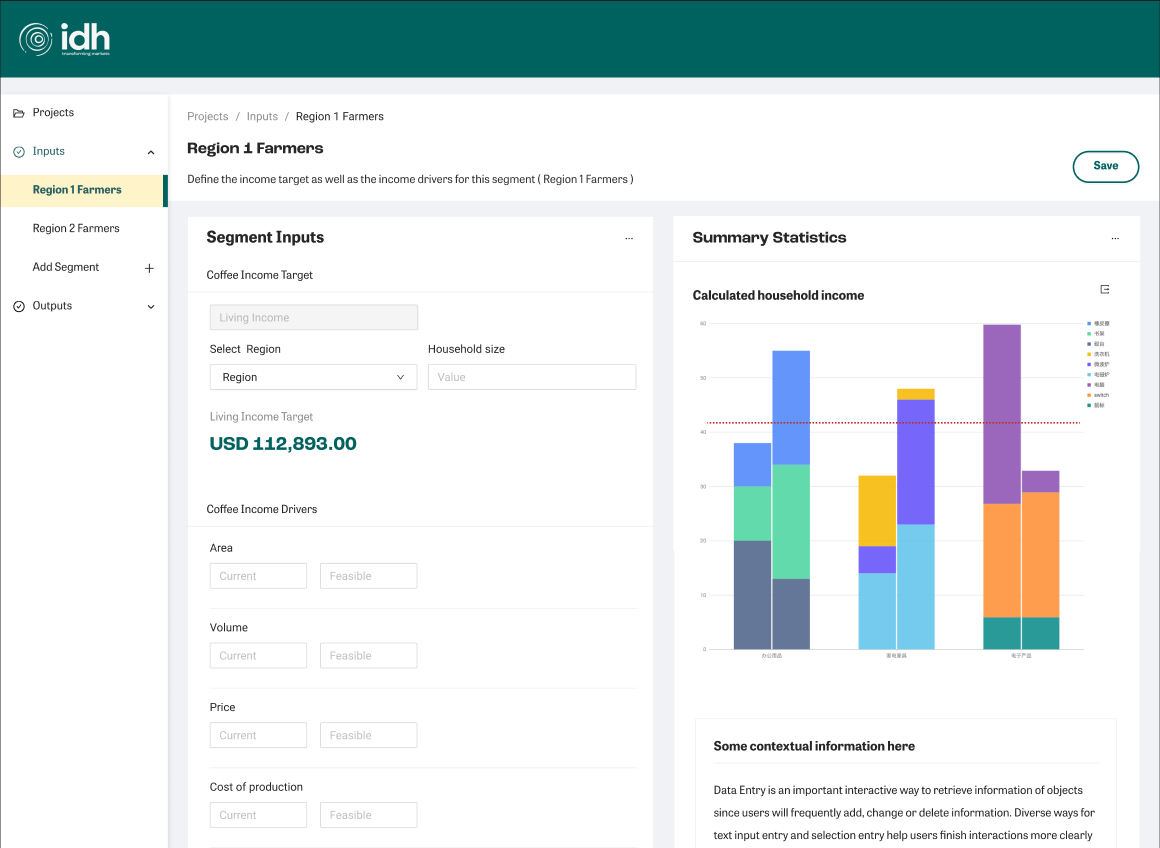 idh
transforming markets
Projects
Inputs
Region 1 Farmers
Region 2 Farmers
Add Segment
Outputs
Projects / Inputs / Region 1 Farmers
Region 1 Farmers
Define the income target as well as the income drivers for this segment ( Region 1 Farmers )
Save
Segment Inputs
...
Coffee Income Target
Living Income
Select Region
Household size
Region
Value
Living Income Target
USD 112,893.00
Coffee Income Drivers
Area
Current
Feasible
Volume
Current
Feasible
Price
Current
Feasible
Cost of production
Current
Feasible
Summary Statistics
...
Calculated household income
60
50
40
30
20
10
0
橡皮擦
书架
砚台
洗衣机
微波炉
电磁炉
电脑
switch
鼠标
办公用品
家电家具
电子产品
Some contextual information here
Data Entry is an important interactive way to retrieve information of objects
since users will frequently add, change or delete information. Diverse ways for
text input entry and selection entry help users finish interactions more clearly